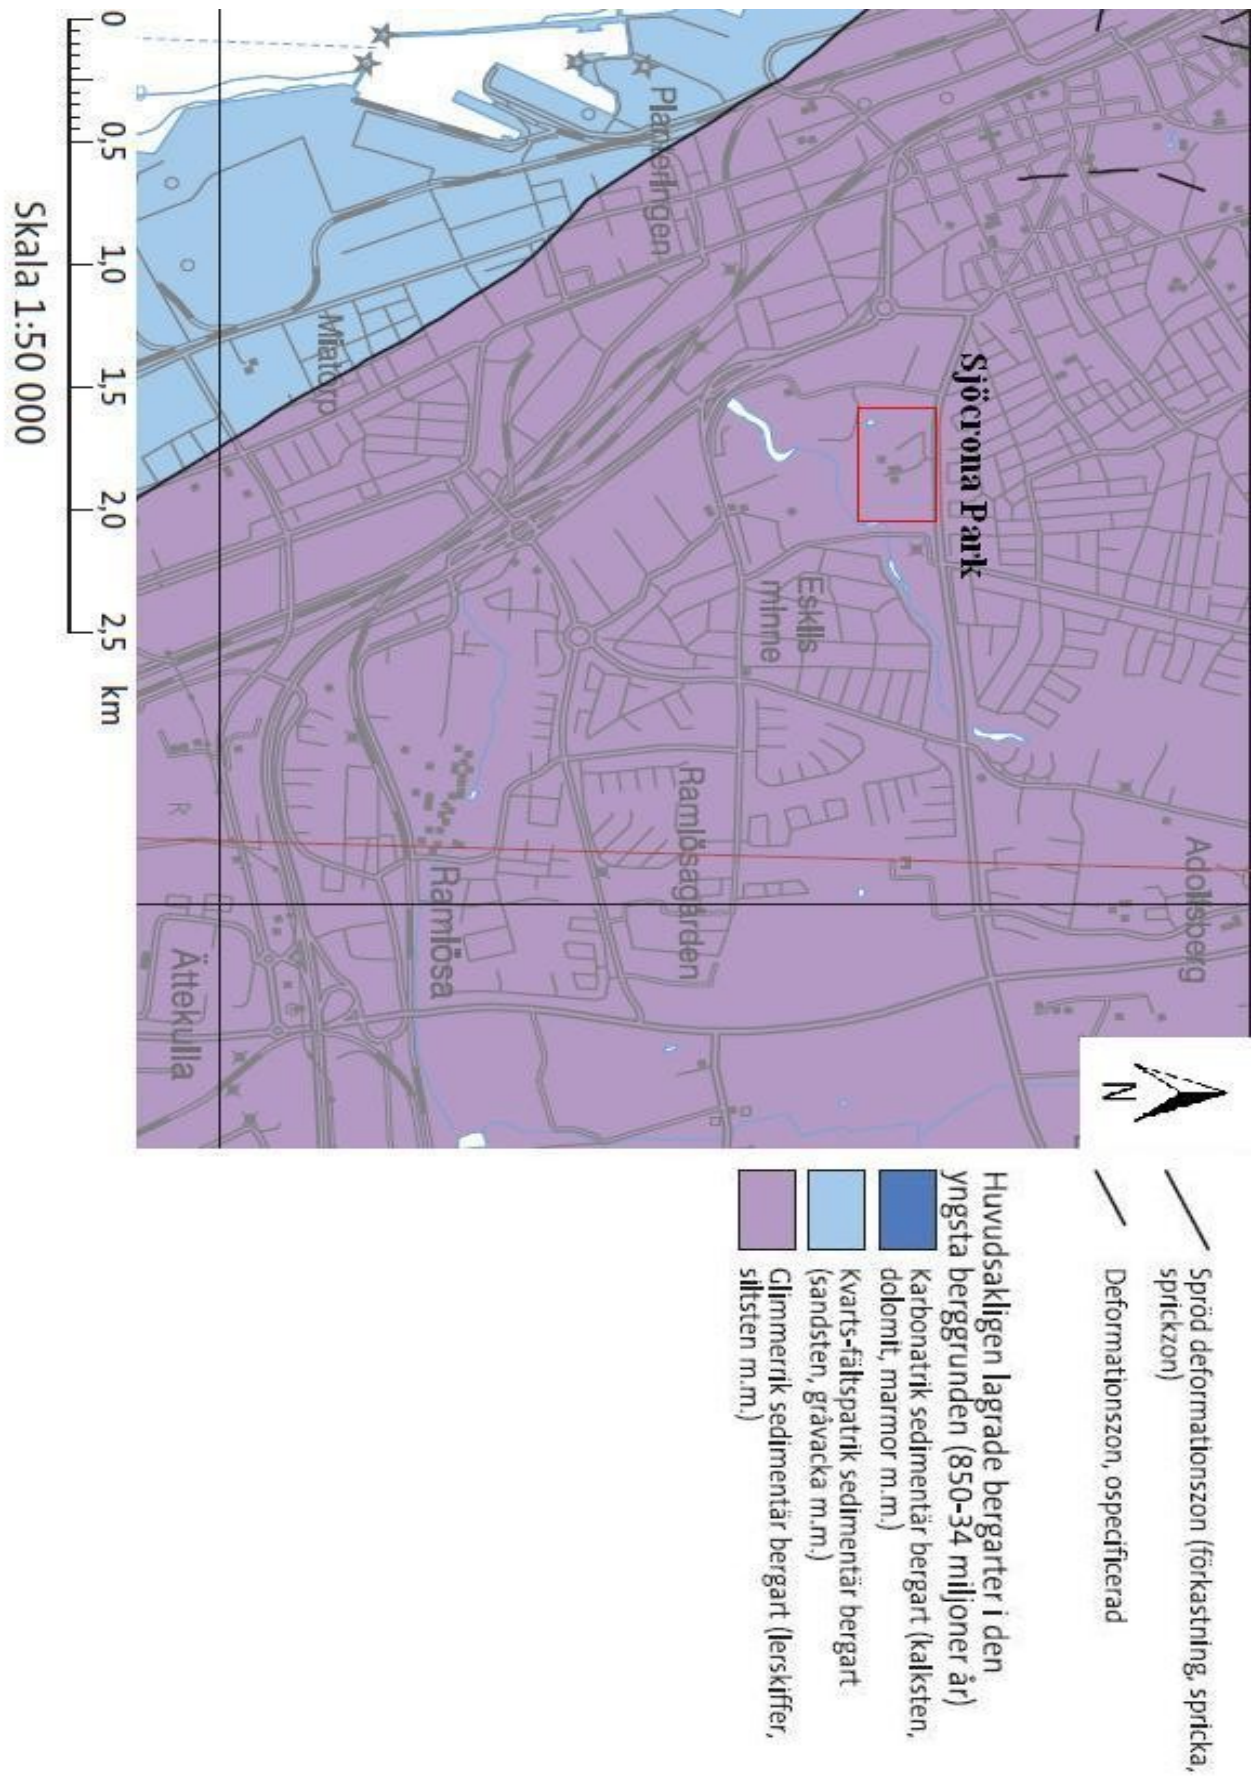 Sjöcrona Park
Planteringen
Miatorp
Eskils
minne
Ramlösagården
Adolfsberg
Ramlösa
Ättekulla
R
N
0
0,5
1,0
1,5
2,0
2,5
km
Skala 1:50 000
Spröd deformationszon (förkastning, spricka,
sprickzon)
Deformationszon, ospecificerad
Huvudsakligen lagrade bergarter i den
yngsta berggrunden (850-34 miljoner år)
Karbonatrik sedimentär bergart (kalksten,
dolomit, marmor m.m.)
Kvarts-fältspatrik sedimentär bergart
(sandsten, gråvacka m.m.)
Glimmerrik sedimentär bergart (lerskiffer,
siltsten m.m.)